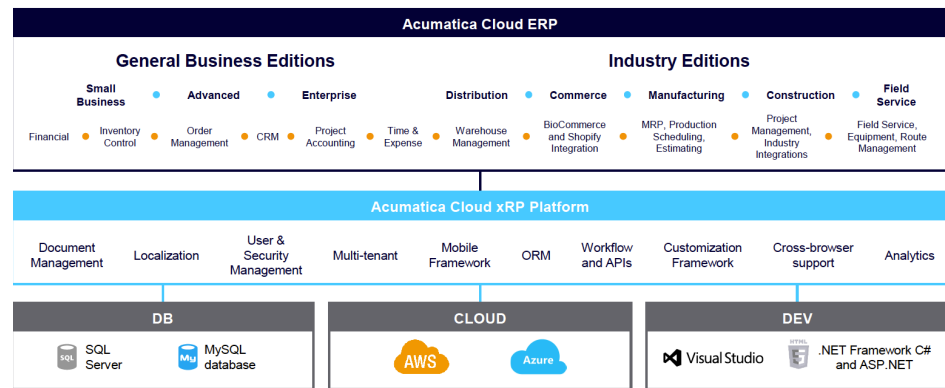 Acumatica Cloud ERP
General Business Editions
Industry Editions
Small
Business
Advanced
Enterprise
Distribution
Commerce
Manufacturing
Construction
Field
Service
Financial
Inventory
Control
Order
Management
CRM
Project
Accounting
Time &
Expense
Warehouse
Management
BioCommerce
and Shopify
Integration
MRP, Production
Scheduling,
Estimating
Project
Management,
Industry
Integrations
Field Service,
Equipment, Route
Management
Acumatica Cloud xRP Platform
Document
Management
Localization
User &
Security
Management
Multi-tenant
Mobile
Framework
ORM
Workflow
and APIs
Customization
Framework
Cross-browser
support
Analytics
DB
SQL
SQL
Server
My
MySQL
database
CLOUD
AWS
Azure
DEV
Visual Studio
HTML
5
.NET Framework C#
and ASP.NET